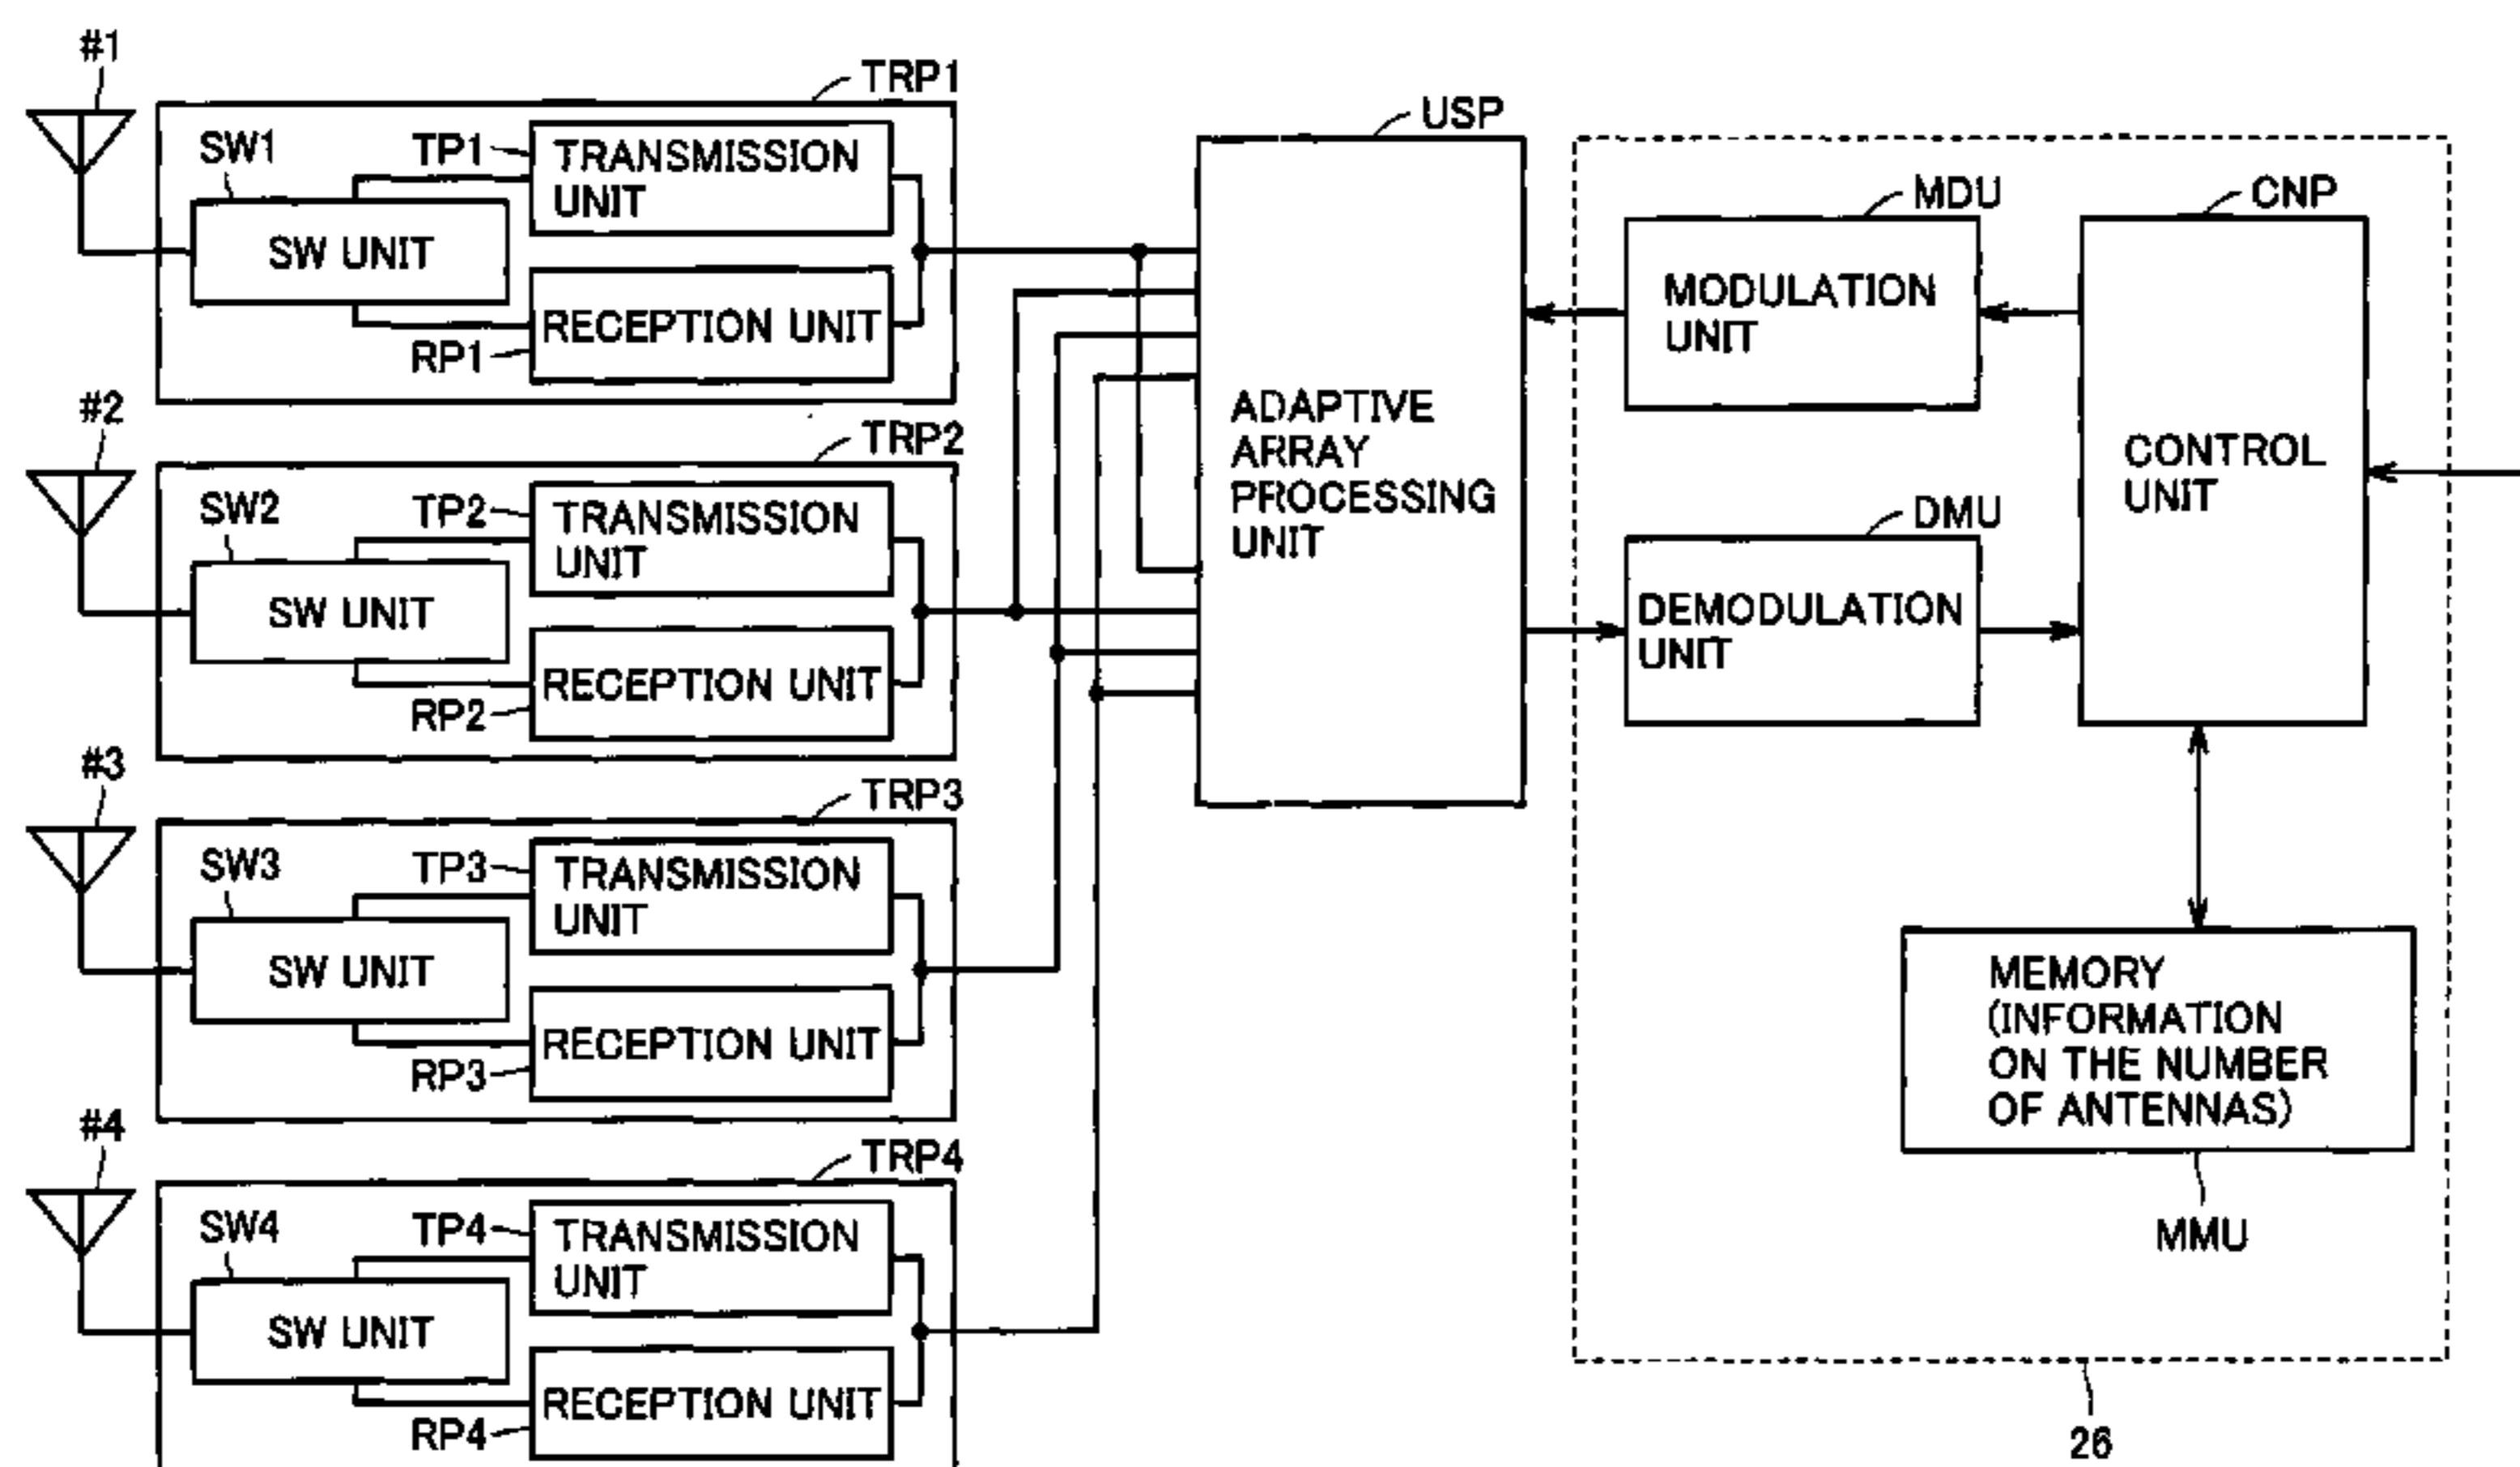 #1
TRP1
SW1
TP1
TRANSMISSION
UNIT
SW UNIT
RECEPTION UNIT
RP1
#2
TRP2
SW2
TP2
TRANSMISSION
UNIT
SW UNIT
RECEPTION UNIT
RP2
#3
TRP3
SW3
TP3
TRANSMISSION
UNIT
SW UNIT
RECEPTION UNIT
RP3
#4
TRP4
SW4
TP4
TRANSMISSION
UNIT
SW UNIT
RECEPTION UNIT
RP4
USP
ADAPTIVE
ARRAY
PROCESSING
UNIT
MDU
MODULATION
UNIT
DMU
DEMODULATION
UNIT
CNP
CONTROL
UNIT
MEMORY
(INFORMATION
ON THE NUMBER
OF ANTENNAS)
MMU
26